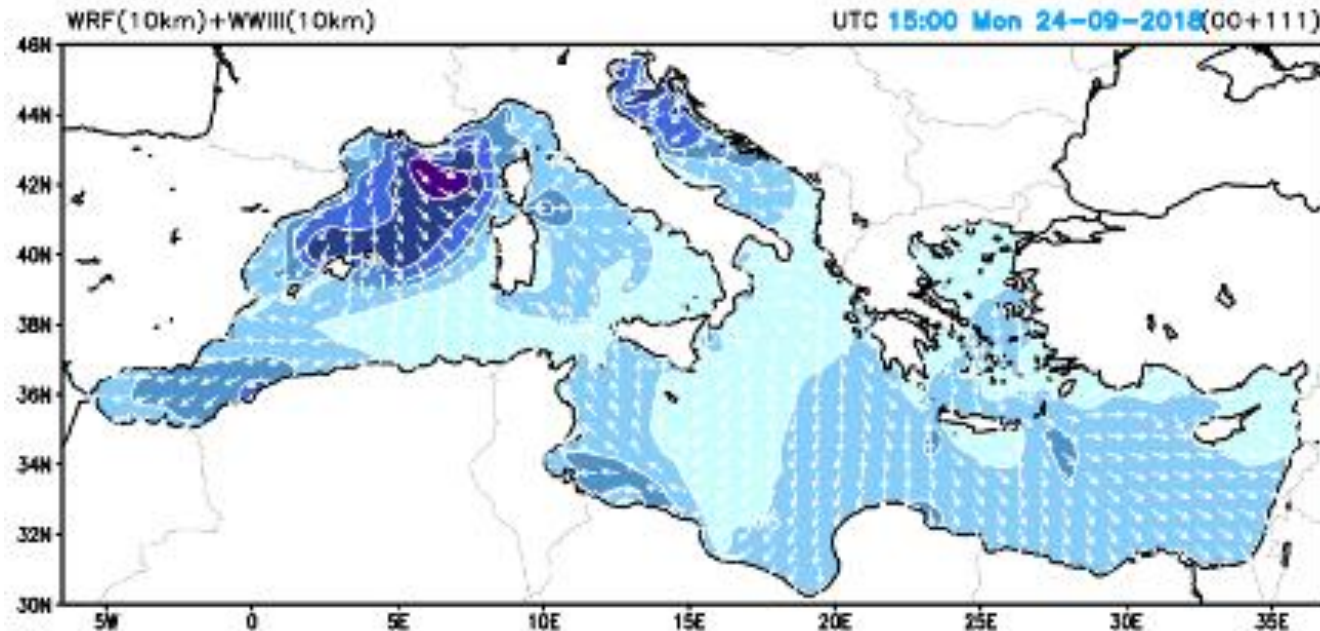 WRF(10km)+WWIII(10km)
UTC 15:00 Mon 24-09-2018(00+111)
46N
44N
42N
40N
38N
36N
34N
32N
30N
5W 0 5E 10E 15E 20E 25E 30E 35E